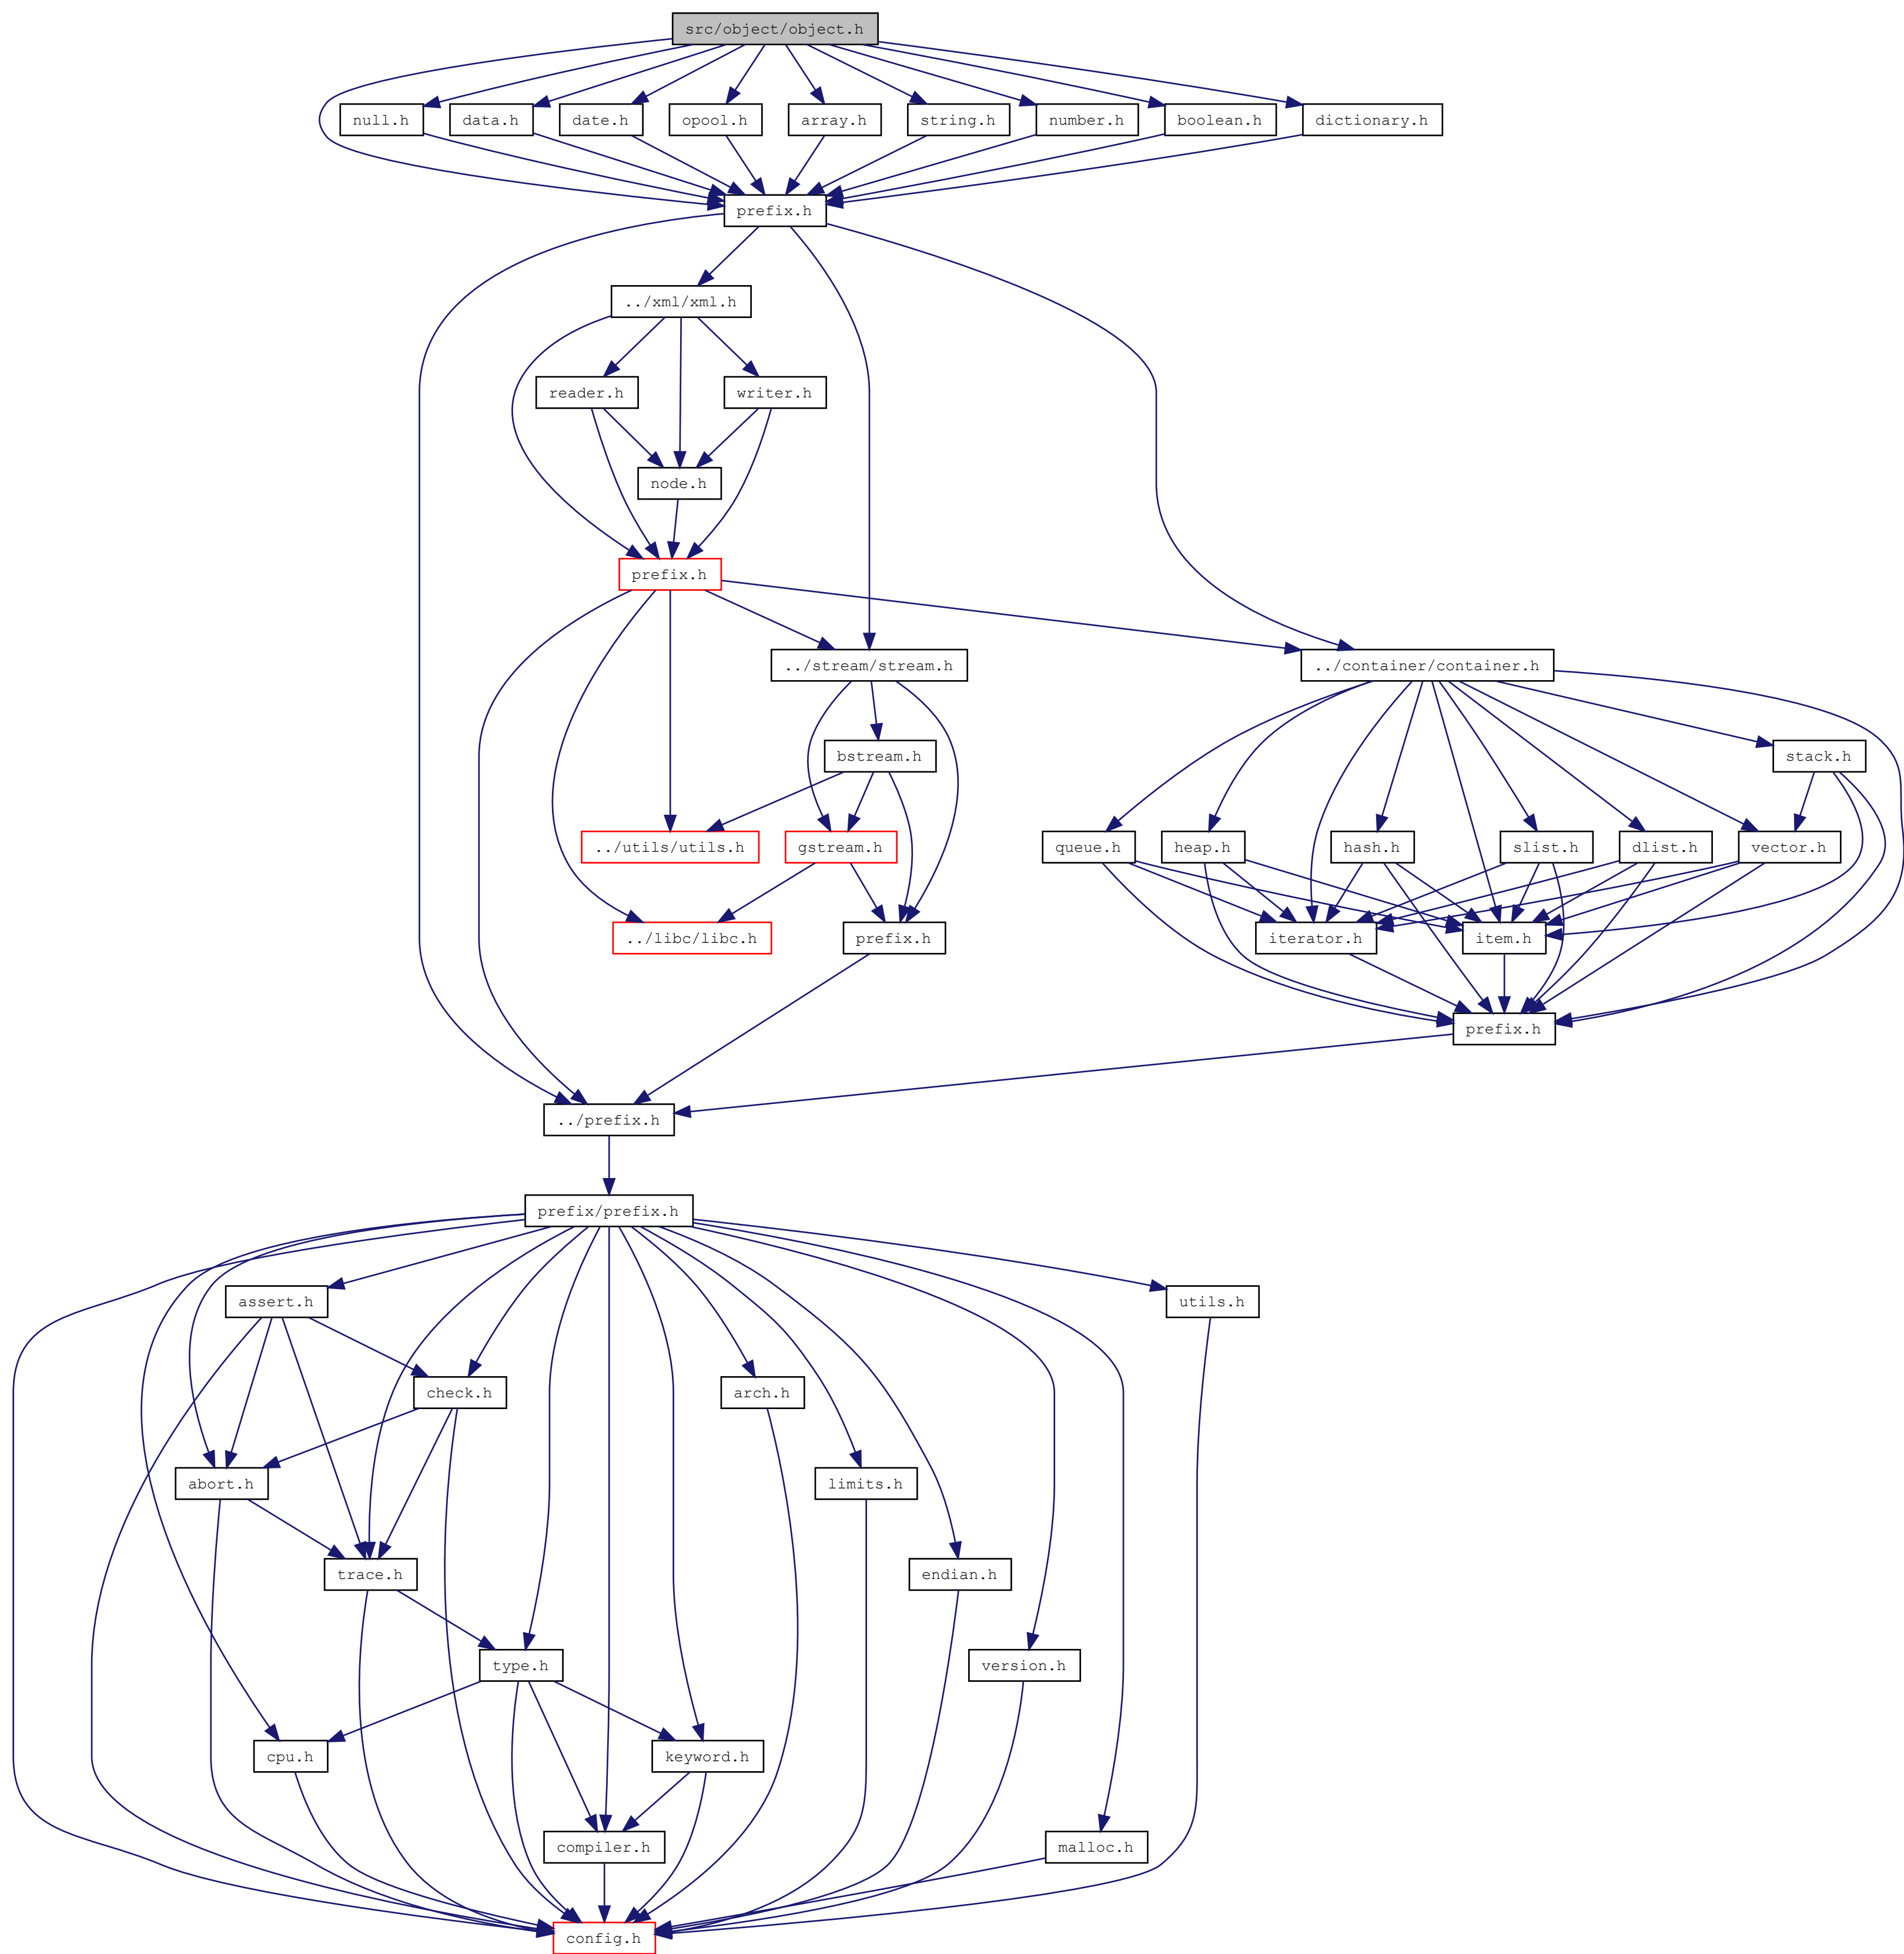 src/object/object.h
null.h
data.h
date.h
opool.h
array.h
string.h
number.h
boolean.h
dictionary.h
prefix.h
../xml/xml.h
reader.h
writer.h
node.h
prefix.h
../stream/stream.h
../container/container.h
bstream.h
stack.h
../utils/utils.h
gstream.h
queue.h
heap.h
hash.h
slist.h
dlist.h
vector.h
../libc/libc.h
prefix.h
iterator.h
item.h
prefix.h
../prefix.h
prefix/prefix.h
assert.h
utils.h
check.h
arch.h
abort.h
limits.h
trace.h
endian.h
type.h
version.h
cpu.h
keyword.h
compiler.h
malloc.h
config.h